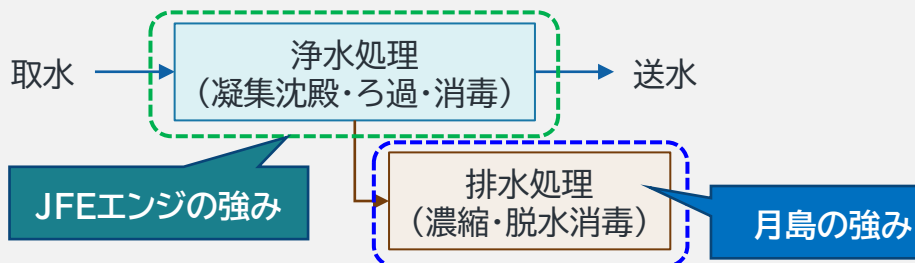 浄水処理
取水
送水
（凝集沈殿・ろ過・消毒）
JFEエンジの強み
排水処理
（濃縮・脱水消毒）
月島の強み